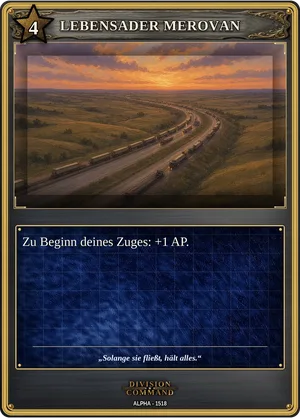 4
LEBENSADER MEROVAN
Zu Beginn deines Zuges: +1 AP.
„Solange sie fließt, hält alles.“
DIVISION
COMMAND
ALPHA - 1518